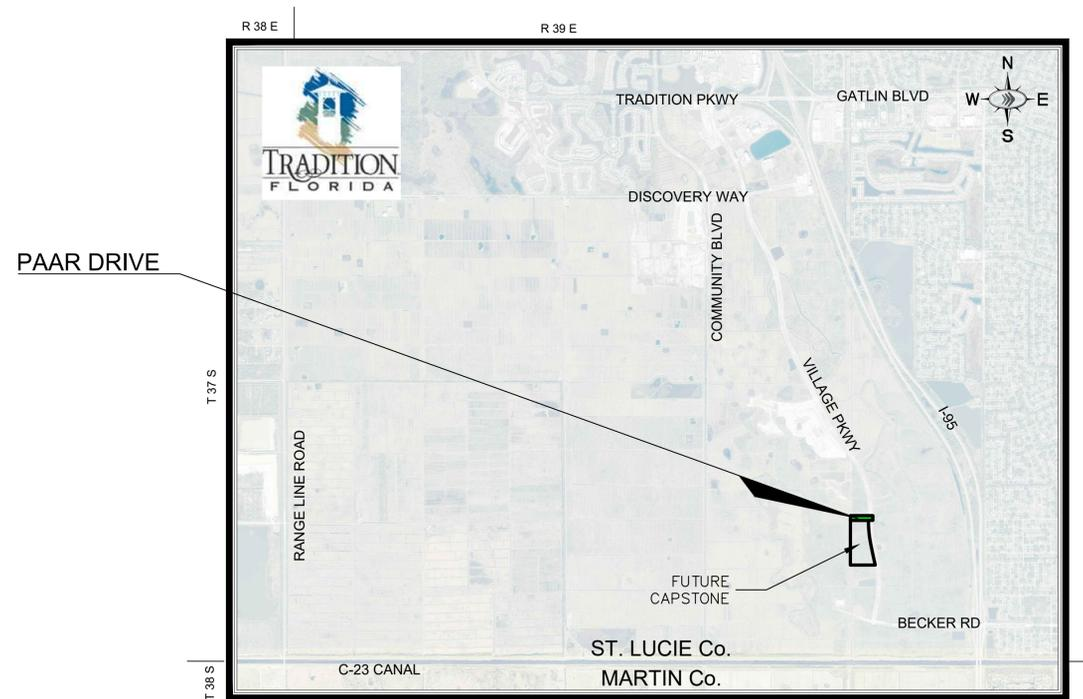 R 38 E
R 39 E
TRADITION
FLORIDA
TRADITION PKWY
GATLIN BLVD
N
W
E
S
DISCOVERY WAY
COMMUNITY BLVD
PAAR DRIVE
T 37 S
VILLAGE PKWY
I-95
RANGE LINE ROAD
FUTURE
CAPSTONE
BECKER RD
ST. LUCIE Co.
C-23 CANAL
MARTIN Co.
T 38 S